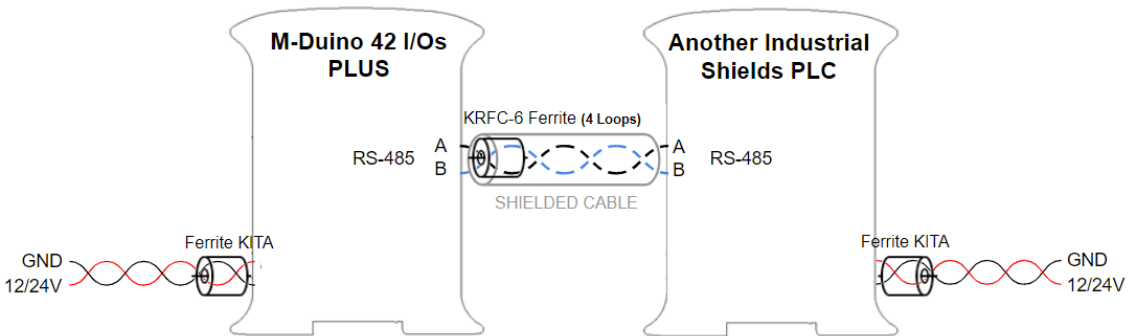 M-Duino 42 I/Os
PLUS
Another Industrial
Shields PLC
KRFC-6 Ferrite (4 Loops)
RS-485
A
B
A
B
RS-485
SHIELDED CABLE
Ferrite KITA
GND
12/24V
Ferrite KITA
GND
12/24V